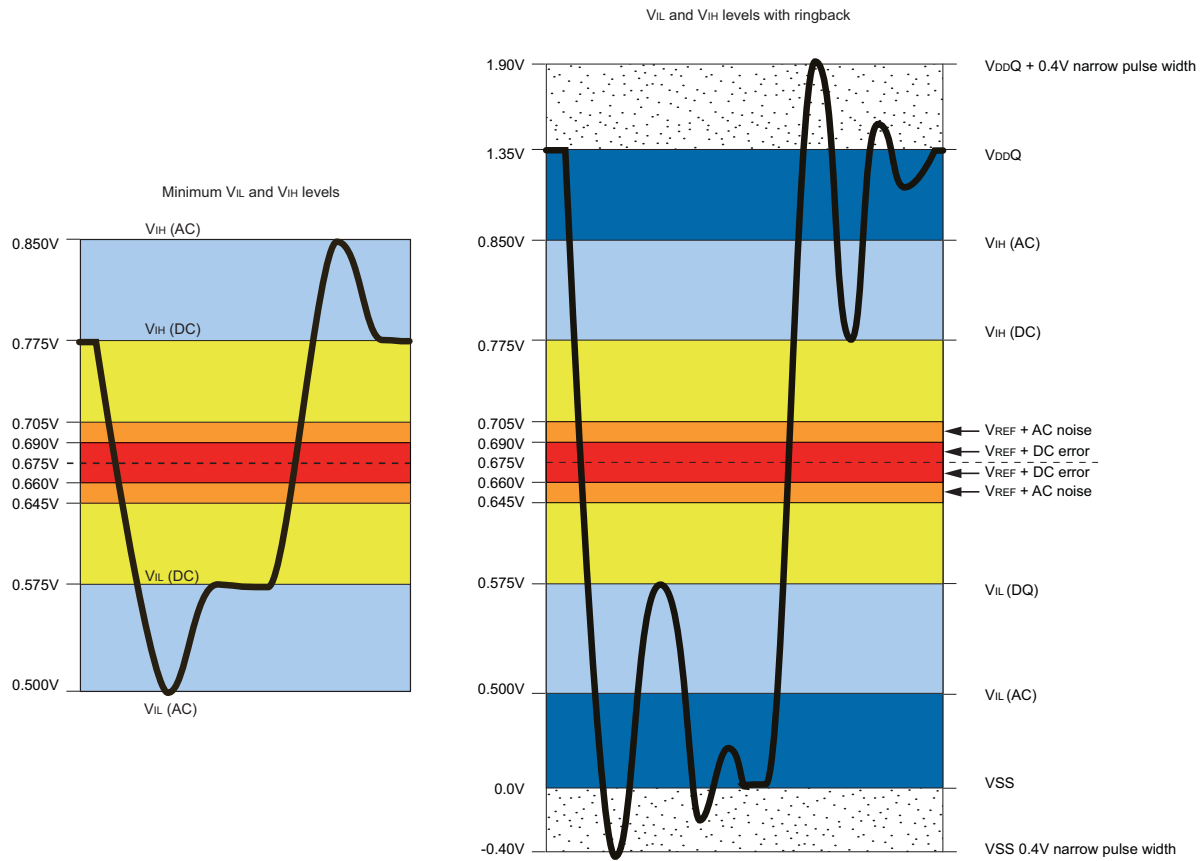 VIL and VIH levels with ringback
Minimum VIL and VIH levels
VIH (AC)
0.850V
VIH (DC)
0.775V
0.705V
0.690V
0.675V
0.660V
0.645V
VIL (DC)
0.575V
0.500V
VIL (AC)
1.90V
VDDQ + 0.4V narrow pulse width
1.35V
VDDQ
0.850V
VIH (AC)
0.775V
VIH (DC)
0.705V
VREF + AC noise
0.690V
VREF + DC error
0.675V
VREF + DC error
0.660V
VREF + AC noise
0.645V
0.575V
VIL (DQ)
0.500V
VIL (AC)
0.0V
VSS
-0.40V
VSS 0.4V narrow pulse width